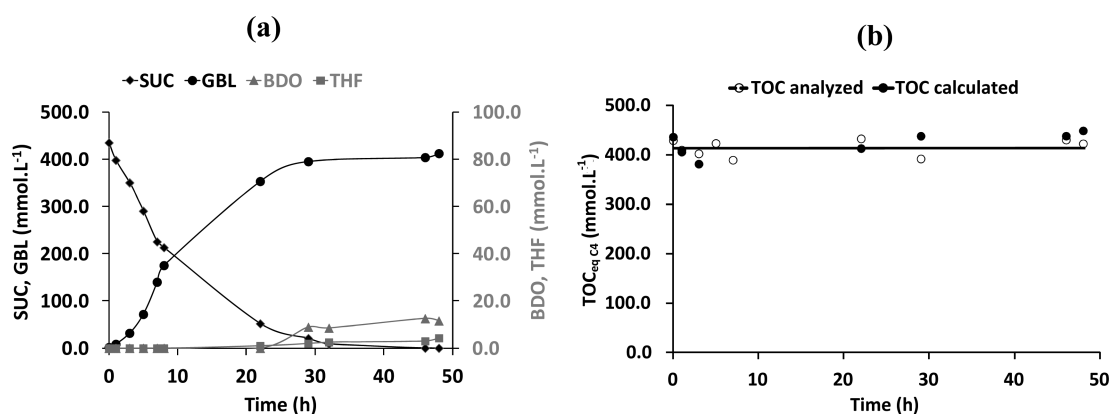 (a)
SUC GBL BDO THF
500.0
400.0
300.0
200.0
100.0
0.0
100.0
80.0
60.0
40.0
20.0
0.0
SUC, GBL (mmol.L⁻¹)
BDO, THF (mmol.L⁻¹)
0 10 20 30 40 50
Time (h)
(b)
TOC analyzed TOC calculated
500.0
400.0
300.0
200.0
100.0
0.0
TOCeq C4 (mmol.L⁻¹)
0 10 20 30 40 50
Time (h)